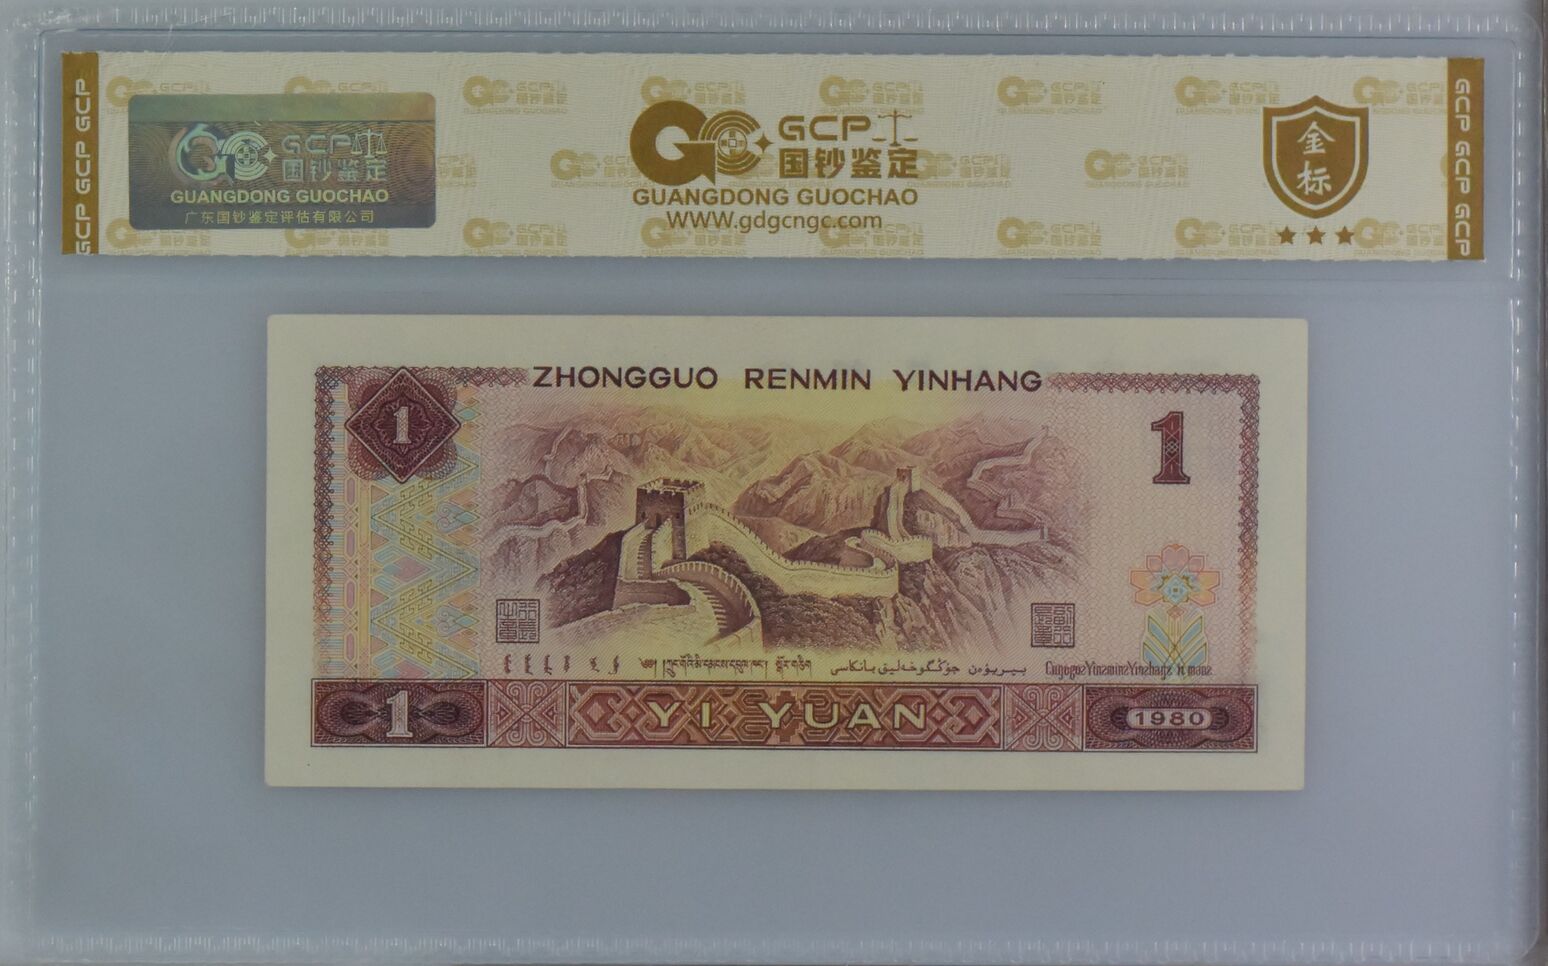 GCP GCP GCP
GCP
国钞鉴定
GUANGDONG GUOCHAO
广东国钞鉴定评估有限公司
GCP
国钞鉴定
GUANGDONG GUOCHAO
WWW.gdgcngc.com
金
标
GCP GCP GCP
ZHONGGUO RENMIN YINHANG
1
1
YI YUAN
1
1980